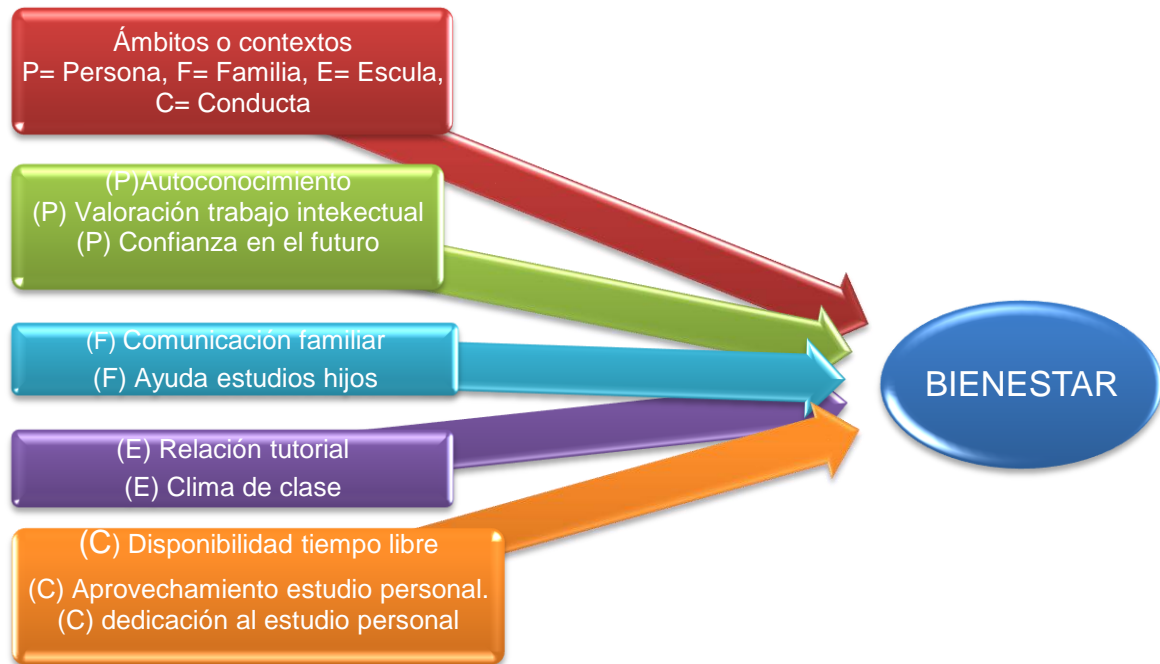 Ámbitos o contextos
P= Persona, F= Familia, E= Escula,
C= Conducta
(P)Autoconocimiento
(P) Valoración trabajo intekectual
(P) Confianza en el futuro
(F) Comunicación familiar
(F) Ayuda estudios hijos
(E) Relación tutorial
(E) Clima de clase
(C) Disponibilidad tiempo libre
(C) Aprovechamiento estudio personal.
(C) dedicación al estudio personal
BIENESTAR